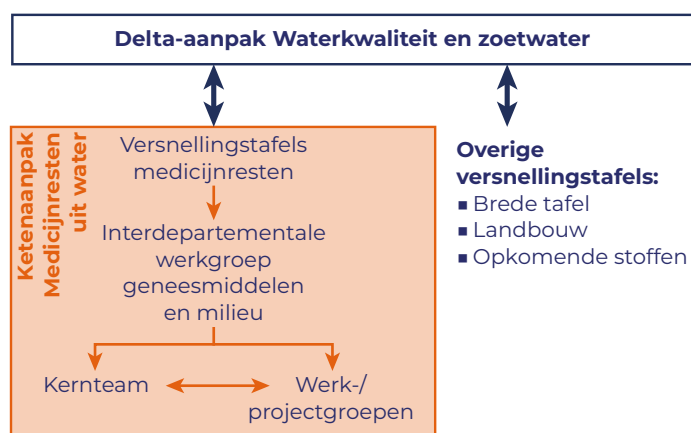 Delta-aanpak Waterkwaliteit en zoetwater
Ketenaanpak
Medicijnresten
uit water
Versnellingstafels
medicijnresten
Interdepartementale
werkgroep
geneesmiddelen
en milieu
Kernteam
Werk-/
projectgroepen
Overige
versnellingstafels:
▪ Brede tafel
▪ Landbouw
▪ Opkomende stoffen